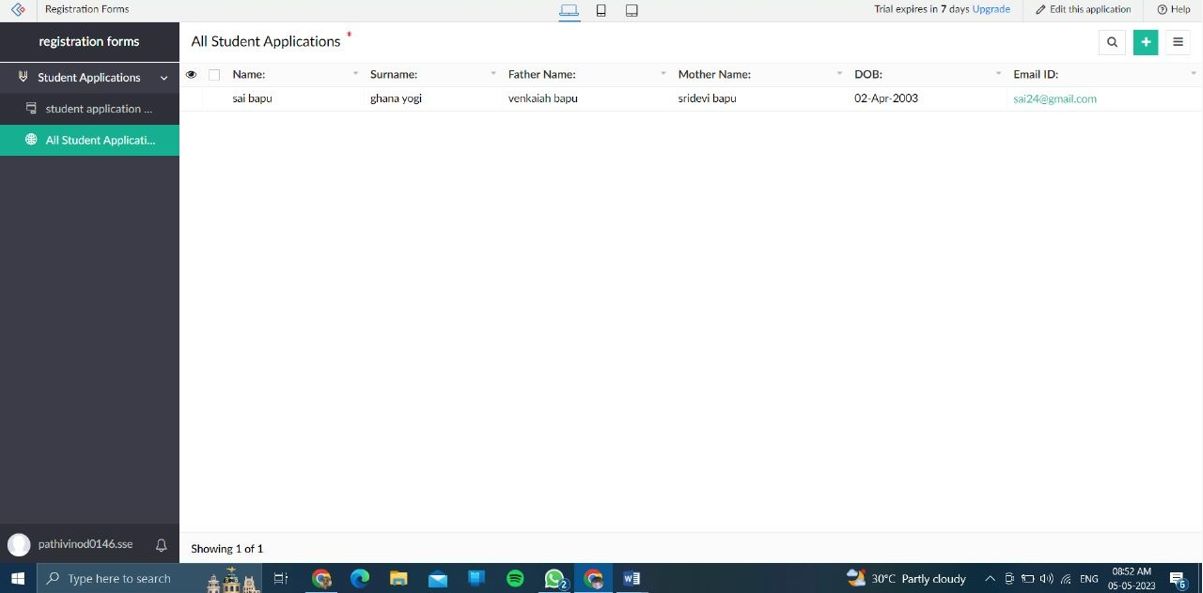 Registration Forms
Trial expires in 7 days Upgrade
Edit this application
Help
registration forms
All Student Applications *
Student Applications
Name: Surname: Father Name: Mother Name: DOB: Email ID:
sai bapu ghana yogi venkaiah bapu sridevi bapu 02-Apr-2003 sai24@gmail.com
student application ...
All Student Applicati...
pathivinod0146.sse
Showing 1 of 1
Type here to search
2
30°C Partly cloudy
ENG
08:52 AM
05-05-2023
6